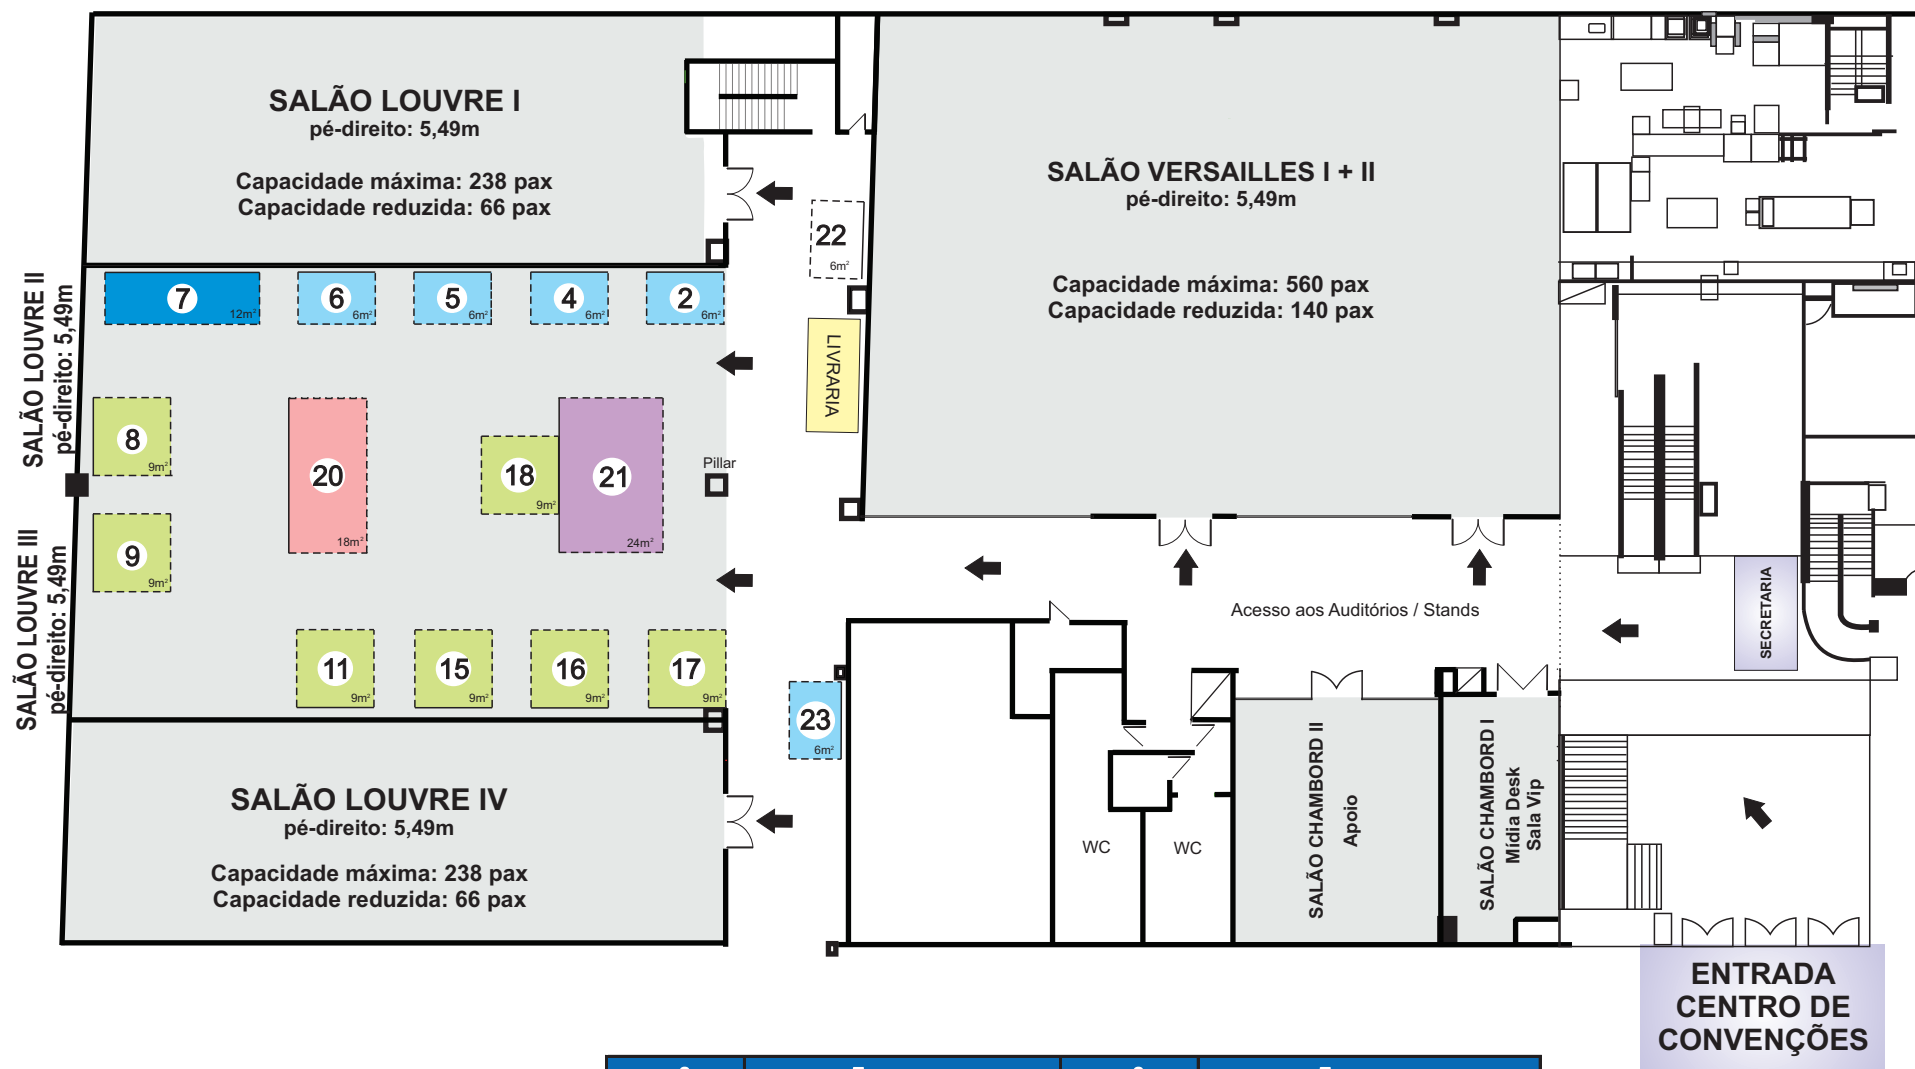 SALÃO LOUVRE I
pé-direito: 5,49m
Capacidade máxima: 238 pax
Capacidade reduzida: 66 pax
SALÃO VERSAILLES I + II
pé-direito: 5,49m
Capacidade máxima: 560 pax
Capacidade reduzida: 140 pax
22
6m²
SALÃO LOUVRE II
pé-direito: 5,49m
7
12m²
6
6m²
5
6m²
4
6m²
2
6m²
LIVRARIA
8
9m²
20
18m²
18
9m²
21
24m²
Pillar
SALÃO LOUVRE III
pé-direito: 5,49m
9
9m²
Acesso aos Auditórios / Stands
SECRETARIA
11
9m²
15
9m²
16
9m²
17
9m²
23
6m²
SALÃO LOUVRE IV
pé-direito: 5,49m
Capacidade máxima: 238 pax
Capacidade reduzida: 66 pax
WC
WC
SALÃO CHAMBORD II
Apoio
SALÃO CHAMBORD I
Mídia Desk
Sala Vip
ENTRADA
CENTRO DE
CONVENÇÕES